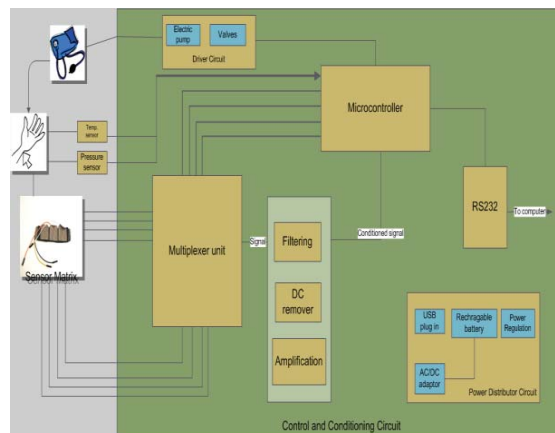 Electric
pump
Valves
Driver Circuit
Microcontroller
Temp.
sensor
Pressure
sensor
RS232
To computer
Multiplexer unit
Signal
Filtering
Conditioned signal
DC
remover
Amplification
Sensor Matrix
USB
plug in
Rechragable
battery
Power
Regulation
AC/DC
adaptor
Power Distributor Circuit
Control and Conditioning Circuit